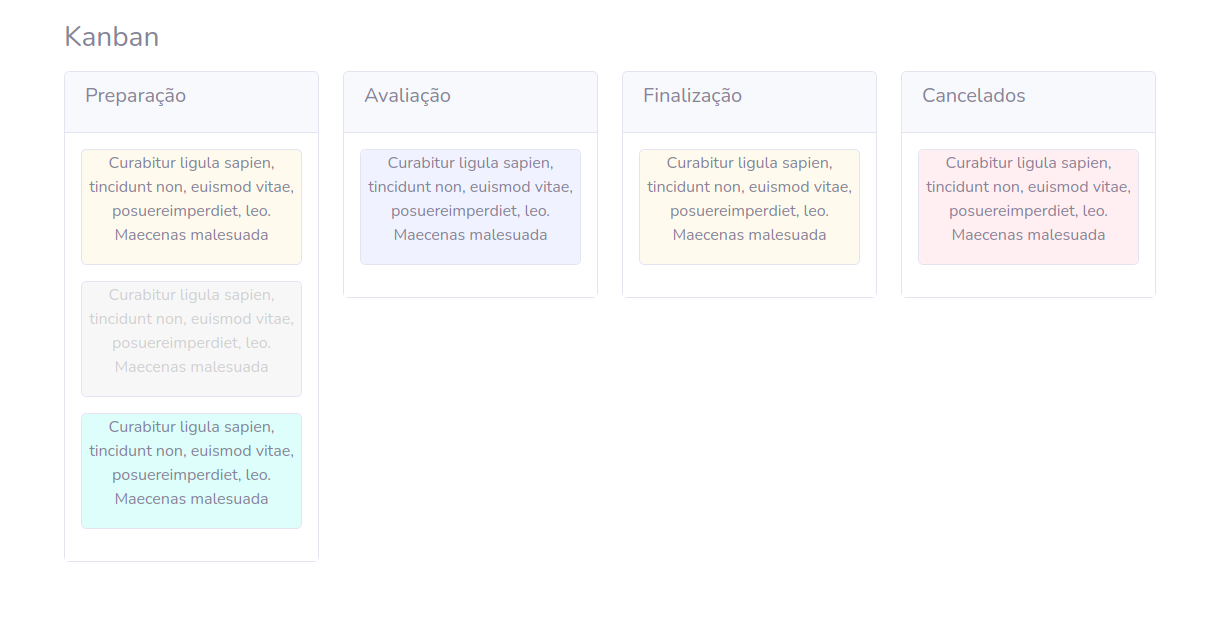 Kanban
Preparação
Curabitur ligula sapien,
tincidunt non, euismod vitae,
posuereimperdiet, leo.
Maecenas malesuada
Curabitur ligula sapien,
tincidunt non, euismod vitae,
posuereimperdiet, leo.
Maecenas malesuada
Curabitur ligula sapien,
tincidunt non, euismod vitae,
posuereimperdiet, leo.
Maecenas malesuada
Avaliação
Curabitur ligula sapien,
tincidunt non, euismod vitae,
posuereimperdiet, leo.
Maecenas malesuada
Finalização
Curabitur ligula sapien,
tincidunt non, euismod vitae,
posuereimperdiet, leo.
Maecenas malesuada
Cancelados
Curabitur ligula sapien,
tincidunt non, euismod vitae,
posuereimperdiet, leo.
Maecenas malesuada